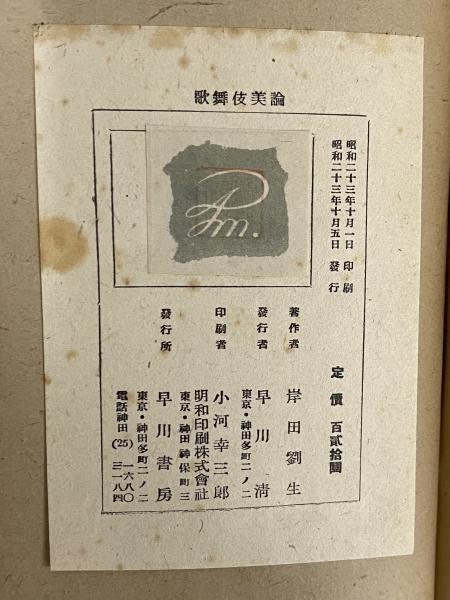 歌舞伎美論
昭和二十三年十月一日 印刷
昭和二十三年十月五日 發行
定價 百貳拾圓
著作者 岸田劉生
發行者 早川淸
東京・神田多町二ノ二
印刷者 小河幸三郎
明和印刷株式會社
東京・神田神保町三
發行所 早川書房
東京・神田多町二ノ二
電話神田(25) 一六八〇 三一八四